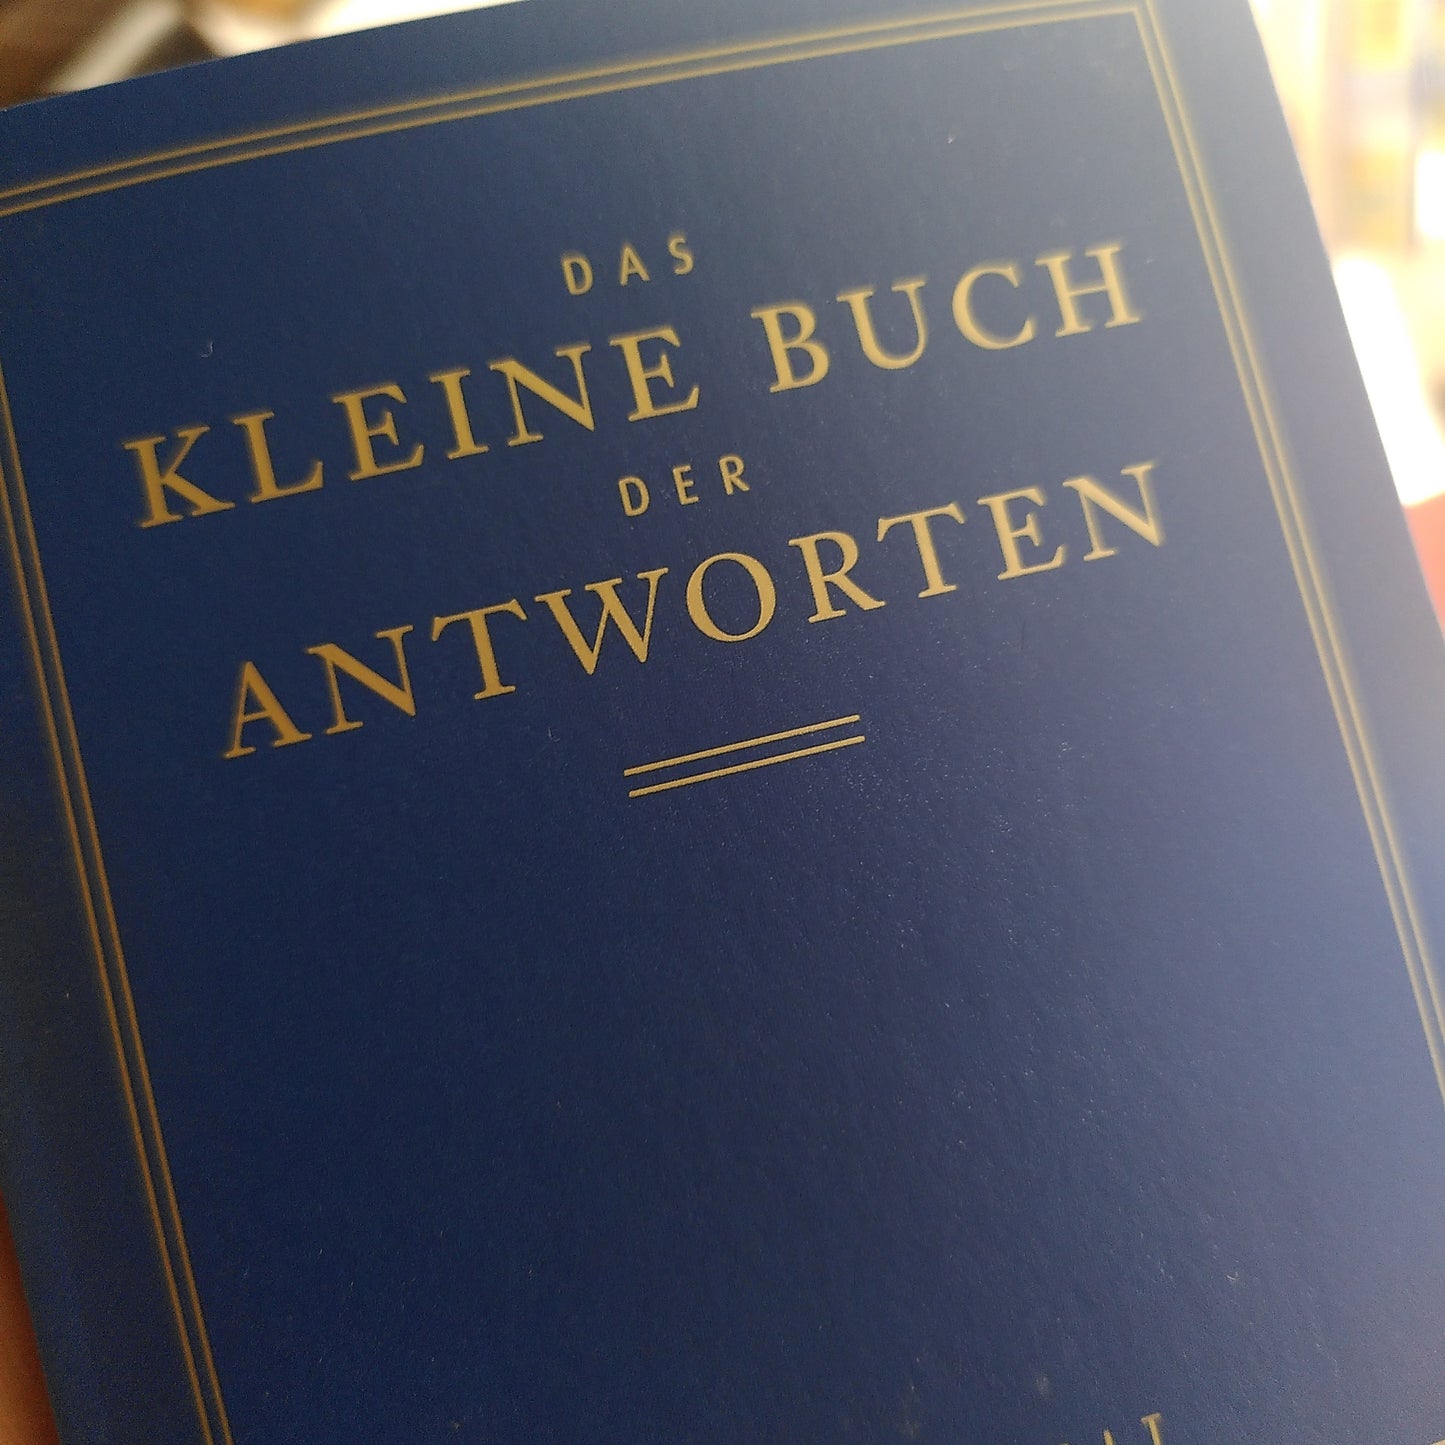 DAS
KLEINE BUCH
DER
ANTWORTEN